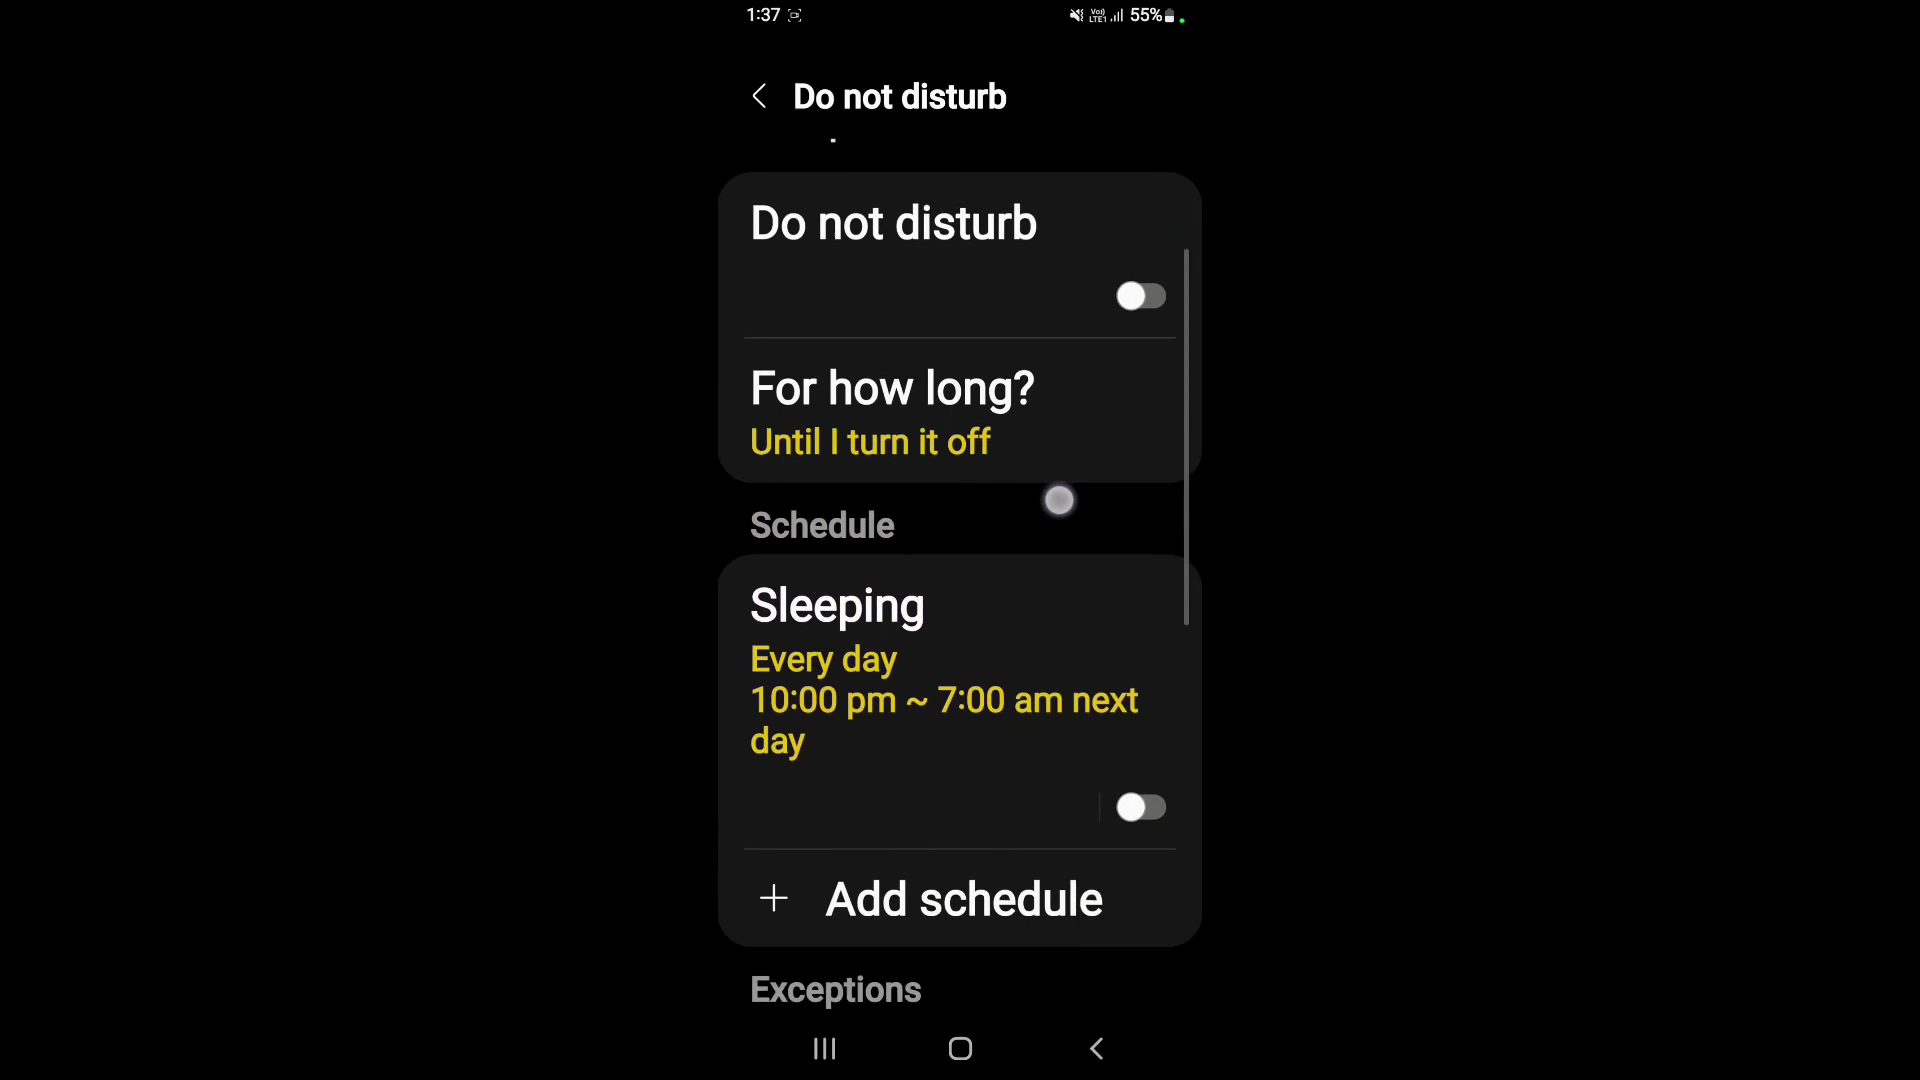 1:37 55%
Do not disturb
Do not disturb
For how long?
Until I turn it off
Schedule
Sleeping
Every day
10:00 pm ~ 7:00 am next
day
Add schedule
Exceptions